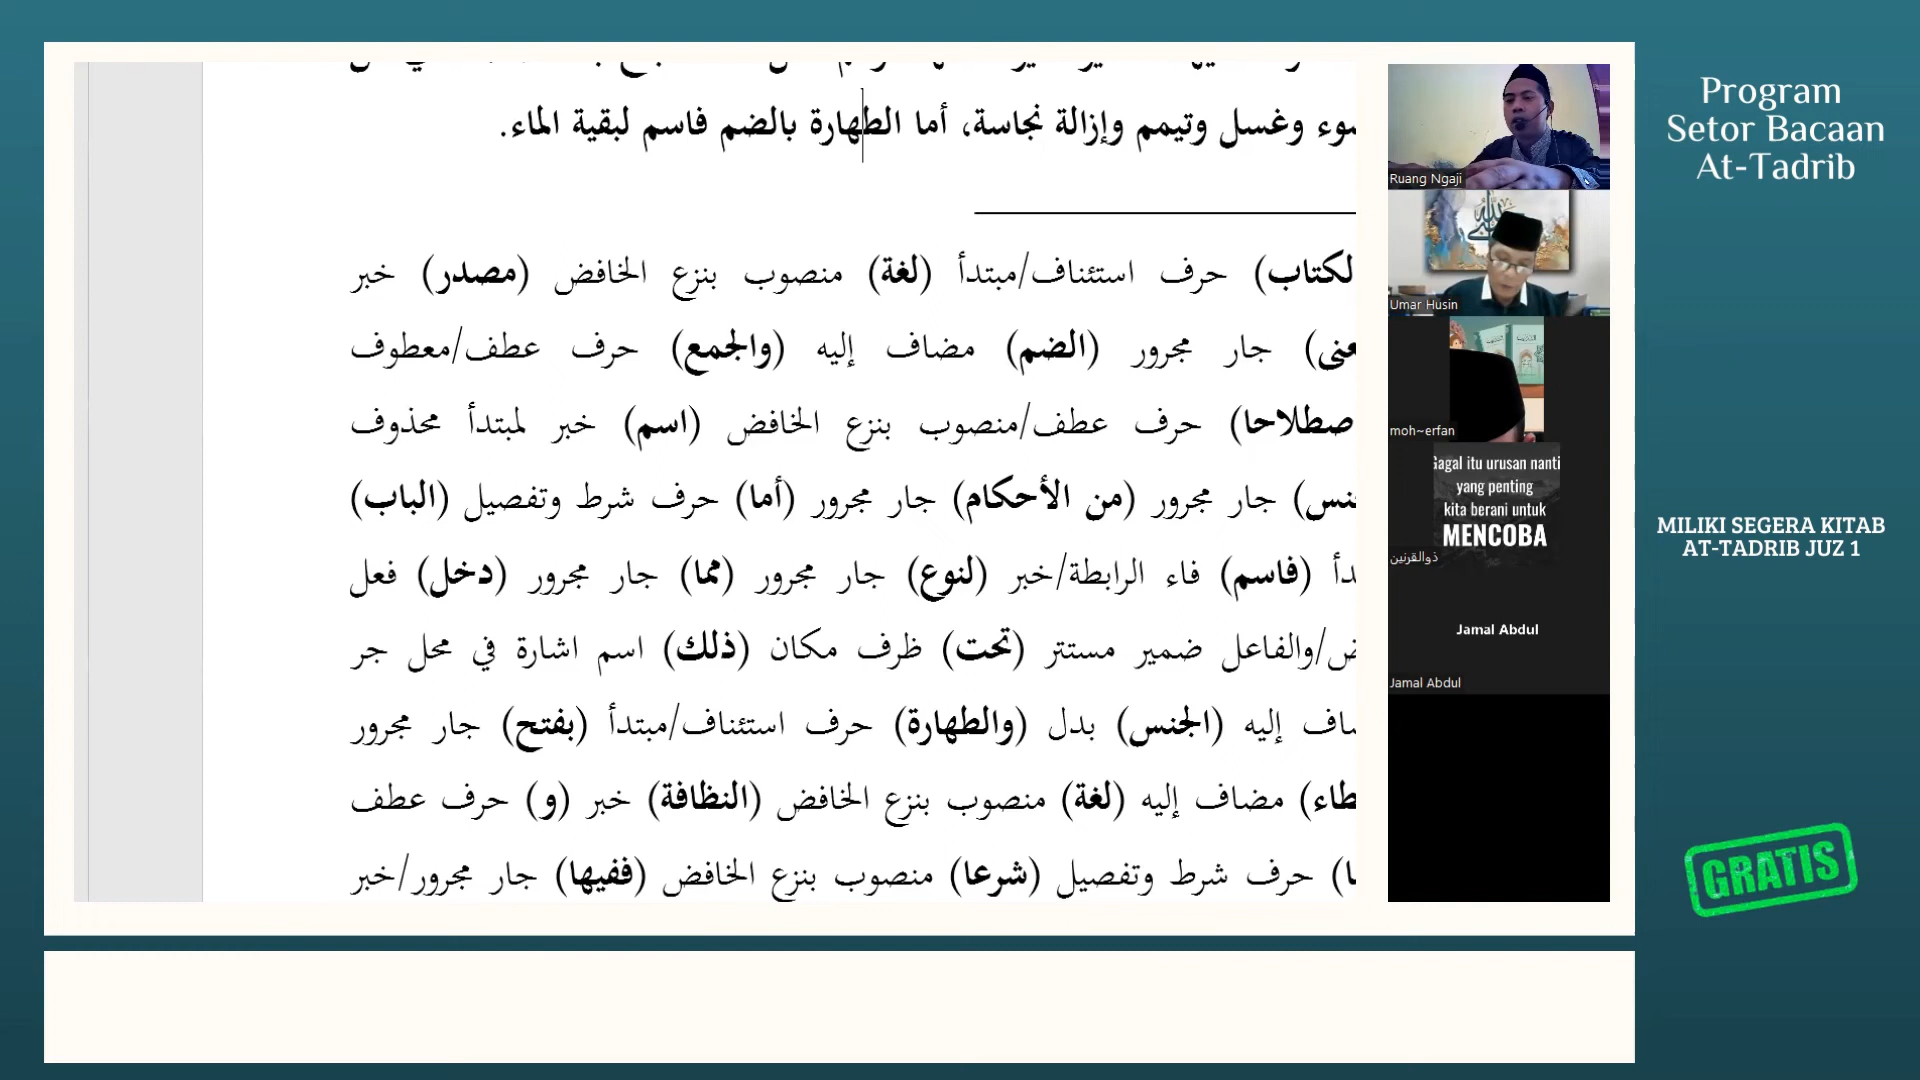 وغسل وتيمم وإزالة نجاسة، أما الطهارة بالضم فاسم لبقية الماء.
حرف استئناف/مبتدأ (لغة) منصوب بنزع الخافض (مصدر) خبر
جار مجرور (الضم) مضاف إليه (والجمع) حرف عطف/معطوف
حرف عطف/منصوب بنزع الخافض (اسم) خبر لمبتدأ محذوف
جار مجرور (من الأحكام) جار مجرور (أما) حرف شرط وتفصيل (الباب)
(فاسم) فاء الرابطة/خبر (لنوع) جار مجرور (مما) جار مجرور (دخل) فعل
والفاعل ضمير مستتر (تحت) ظرف مكان (ذلك) اسم اشارة في محل جر
إليه (الجنس) بدل (والطهارة) حرف استئناف/مبتدأ (بفتح) جار مجرور
مضاف إليه (لغة) منصوب بنزع الخافض (النظافة) خبر (و) حرف عطف
حرف شرط وتفصيل (شرعا) منصوب بنزع الخافض (ففيها) جار مجرور/خبر
Ruang Ngaji
Umar Husin
moh~erfan
Gagal itu urusan nanti
yang penting
kita berani untuk
MENCOBA
ذوالقرنين
Jamal Abdul
Jamal Abdul
Program
Setor Bacaan
At-Tadrib
MILIKI SEGERA KITAB
AT-TADRIB JUZ 1
GRATIS